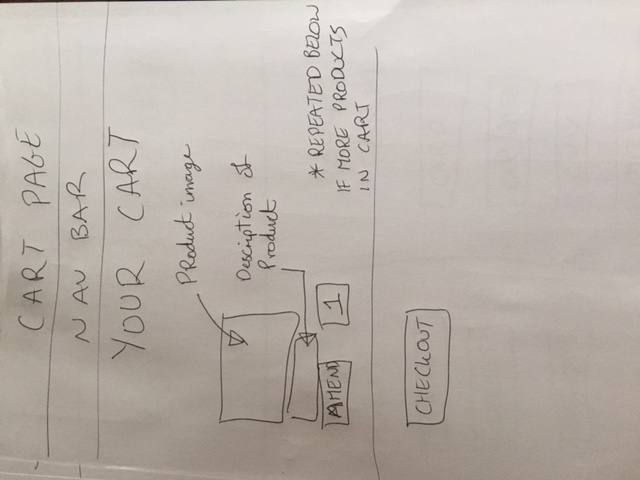 CART PAGE
NAV BAR
YOUR CART
PRoduct image
Description of
Product
AMEND
1
* REPEATED BELOW
IF MORE PRODUCTS
IN CART
CHECKOUT